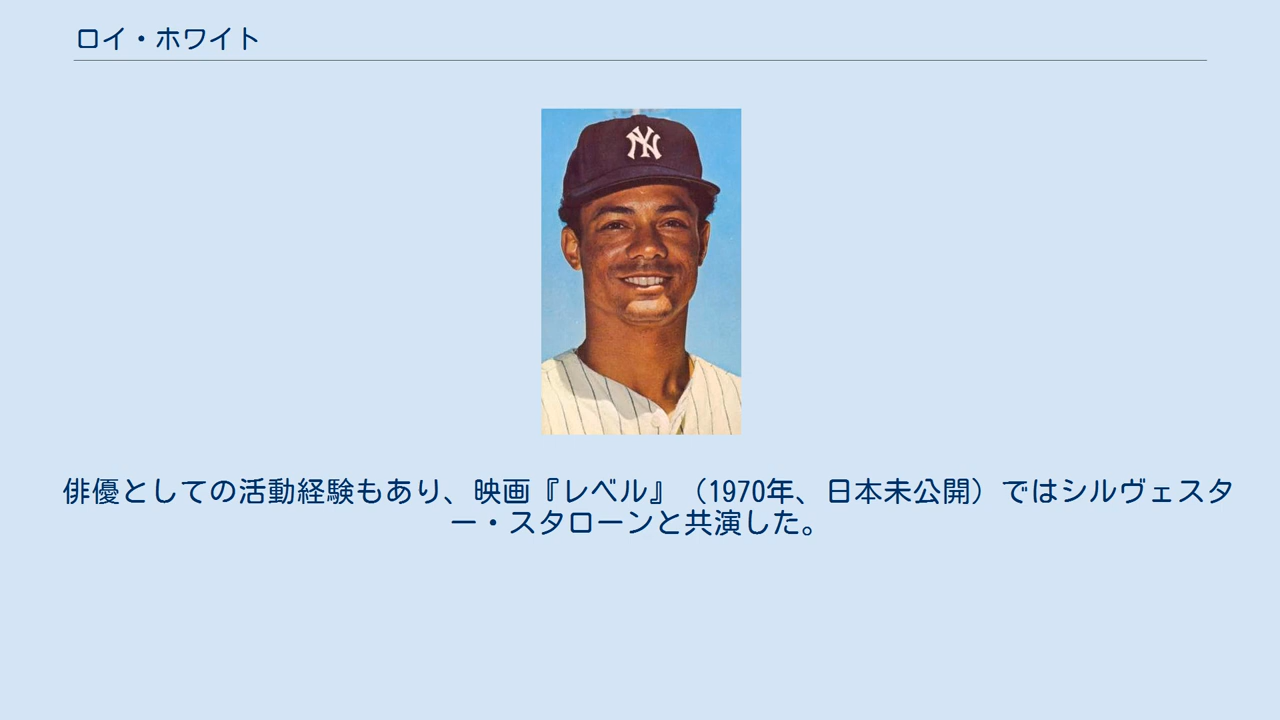 ロイ・ホワイト
NY
俳優としての活動経験もあり、映画『レベル』（1970年、日本未公開）ではシルヴェスタ
ー・スタローンと共演した。